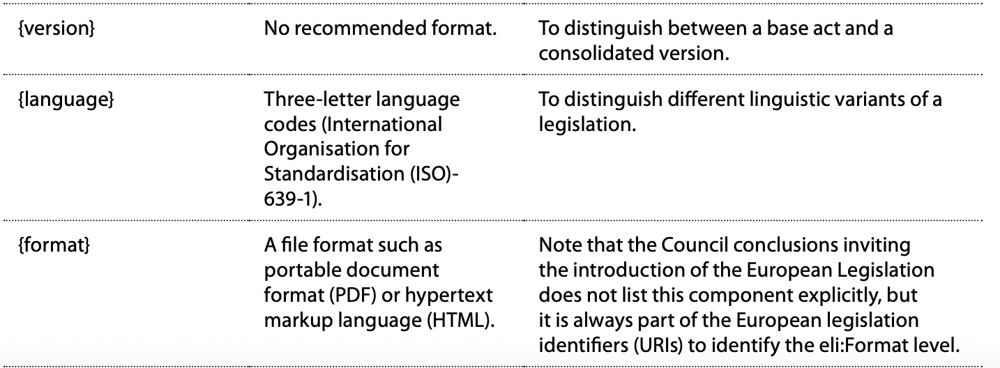 {version}
No recommended format.
To distinguish between a base act and a
consolidated version.
{language}
Three-letter language
codes (International
Organisation for
Standardisation (ISO)-
639-1).
To distinguish different linguistic variants of a
legislation.
{format}
A file format such as
portable document
format (PDF) or hypertext
markup language (HTML).
Note that the Council conclusions inviting
the introduction of the European Legislation
does not list this component explicitly, but
it is always part of the European legislation
identifiers (URIs) to identify the eli:Format level.